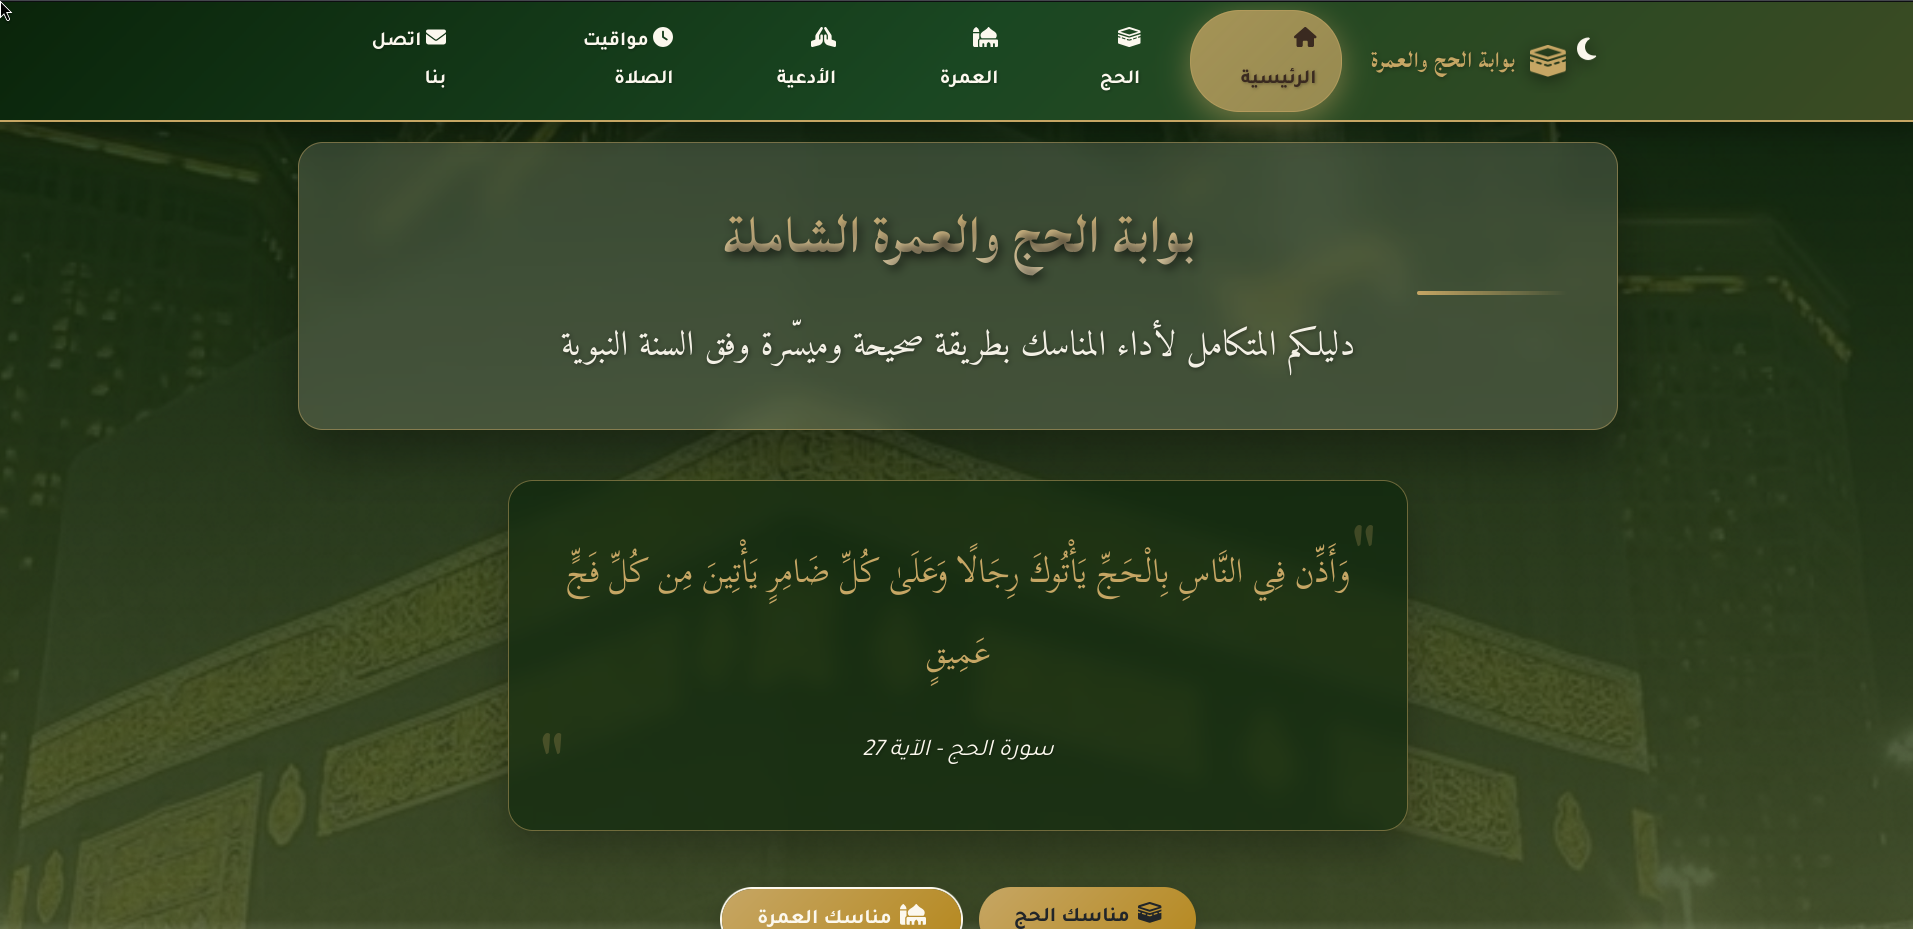 بوابة الحج والعمرة
الرئيسية
الحج
العمرة
الأدعية
مواقيت
الصلاة
اتصل
بنا
بوابة الحج والعمرة الشاملة
دليلكم المتكامل لأداء المناسك بطريقة صحيحة وميسّرة وفق السنة النبوية
"وَأَذِّن فِي النَّاسِ بِالْحَجِّ يَأْتُوكَ رِجَالًا وَعَلَىٰ كُلِّ ضَامِرٍ يَأْتِينَ مِن كُلِّ فَجٍّ
عَمِيقٍ
سورة الحج - الآية 27
"
مناسك الحج
مناسك العمرة